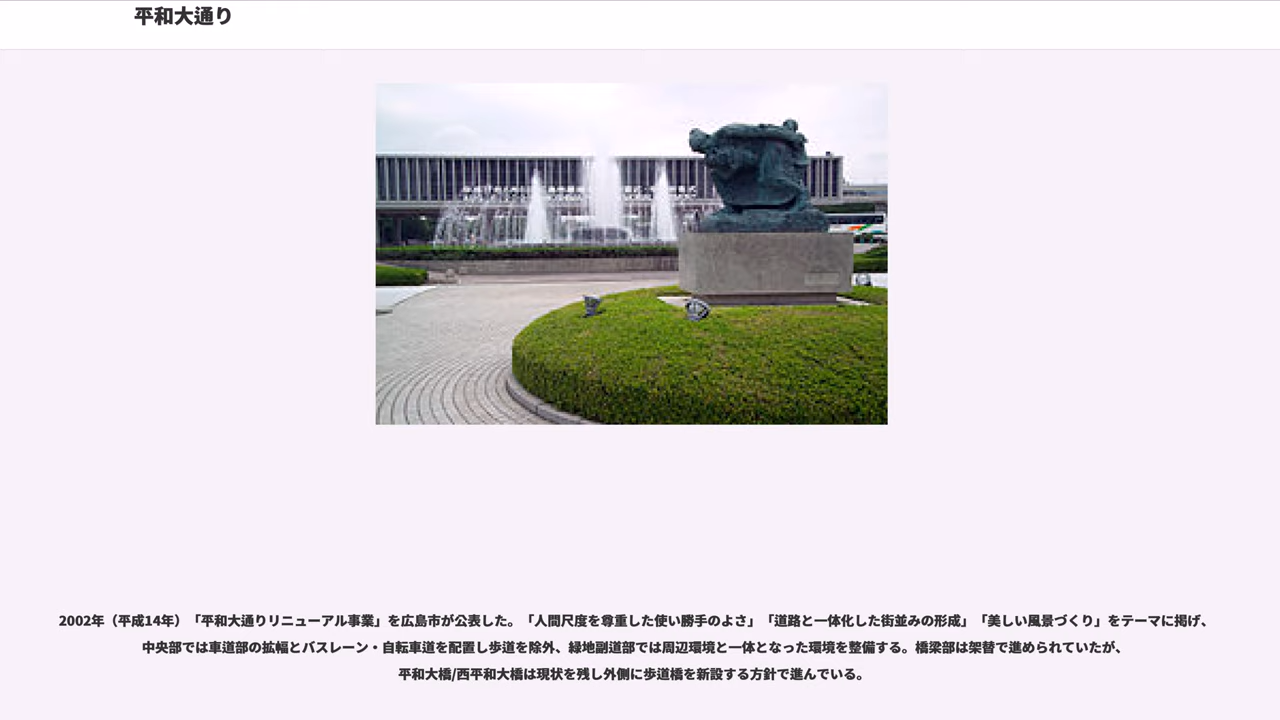 平和大通り
2002年（平成14年）「平和大通りリニューアル事業」を広島市が公表した。「人間尺度を尊重した使い勝手のよさ」「道路と一体化した街並みの形成」「美しい風景づくり」をテーマに掲げ、
中央部では車道部の拡幅とバスレーン・自転車道を配置し歩道を除外、緑地副道部では周辺環境と一体となった環境を整備する。橋梁部は架替で進められていたが、
平和大橋/西平和大橋は現状を残し外側に歩道橋を新設する方針で進んでいる。